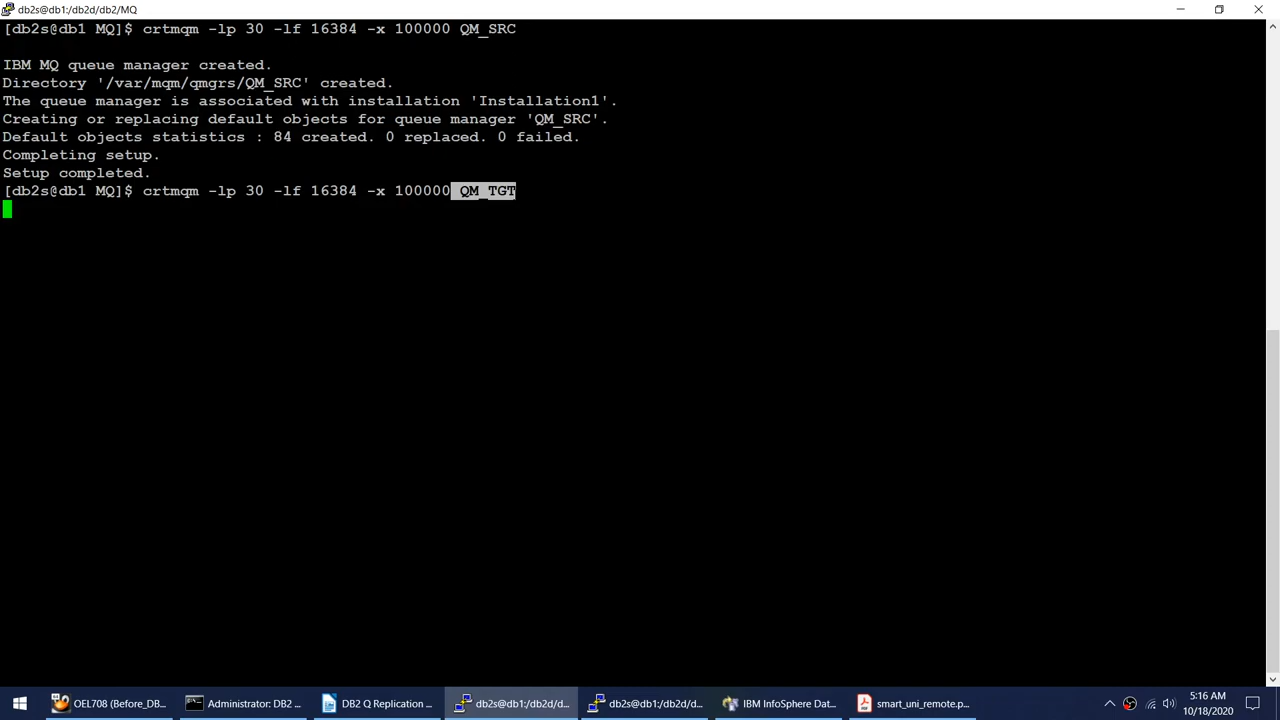 db2s@db1:/db2d/db2/MQ
[db2s@db1 MQ]$ crtmqm -lp 30 -lf 16384 -x 100000 QM_SRC
IBM MQ queue manager created.
Directory '/var/mqm/qmgrs/QM_SRC' created.
The queue manager is associated with installation 'Installation1'.
Creating or replacing default objects for queue manager 'QM_SRC'.
Default objects statistics : 84 created. 0 replaced. 0 failed.
Completing setup.
Setup completed.
[db2s@db1 MQ]$ crtmqm -lp 30 -lf 16384 -x 100000 QM_TGT
OEL708 (Before_DB... Administrator: DB2 ... DB2 Q Replication ... db2s@db1:/db2d/d... db2s@db1:/db2d/d... IBM InfoSphere Dat... smart_uni_remote.p... 5:16 AM
10/18/2020